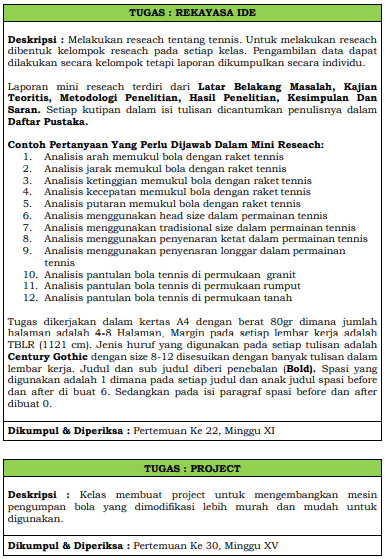 TUGAS : REKAYASA IDE
Deskripsi : Melakukan reseach tentang tennis. Untuk melakukan reseach
dibentuk kelompok reseach pada setiap kelas. Pengambilan data dapat
dilakukan secara kelompok tetapi laporan dikumpulkan secara individu.
Laporan mini reseach terdiri dari Latar Belakang Masalah, Kajian
Teoritis, Metodologi Penelitian, Hasil Penelitian, Kesimpulan Dan
Saran. Setiap kutipan dalam isi tulisan dicantumkan penulisnya dalam
Daftar Pustaka.
Contoh Pertanyaan Yang Perlu Dijawab Dalam Mini Reseach:
1. Analisis arah memukul bola dengan raket tennis
2. Analisis jarak memukul bola dengan raket tennis
3. Analisis ketinggian memukul bola dengan raket tennis
4. Analisis kecepatan memukul bola dengan raket tennis
5. Analisis putaran memukul bola dengan raket tennis
6. Analisis menggunakan head size dalam permainan tennis
7. Analisis menggunakan tradisional size dalam permainan tennis
8. Analisis menggunakan penyenaran ketat dalam permainan tennis
9. Analisis menggunakan penyenaran longgar dalam permainan
tennis
10. Analisis pantulan bola tennis di permukaan granit
11. Analisis pantulan bola tennis di permukaan rumput
12. Analisis pantulan bola tennis di permukaan tanah
Tugas dikerjakan dalam kertas A4 dengan berat 80gr dimana jumlah
halaman adalah 4-8 Halaman, Margin pada setiap lembar kerja adalah
TBLR (1121 cm). Jenis huruf yang digunakan pada setiap tulisan adalah
Century Gothic dengan size 8-12 disesuikan dengan banyak tulisan dalam
lembar kerja. Judul dan sub judul diberi penebalan (Bold). Spasi yang
digunakan adalah 1 dimana pada setiap judul dan anak judul spasi before
dan after di buat 6. Sedangkan pada isi paragraf spasi before dan after
dibuat 0.
Dikumpul & Diperiksa : Pertemuan Ke 22, Minggu XI
TUGAS : PROJECT
Deskripsi : Kelas membuat project untuk mengembangkan mesin
pengumpan bola yang dimodifikasi lebih murah dan mudah untuk
digunakan.
Dikumpul & Diperiksa : Pertemuan Ke 30, Minggu XV